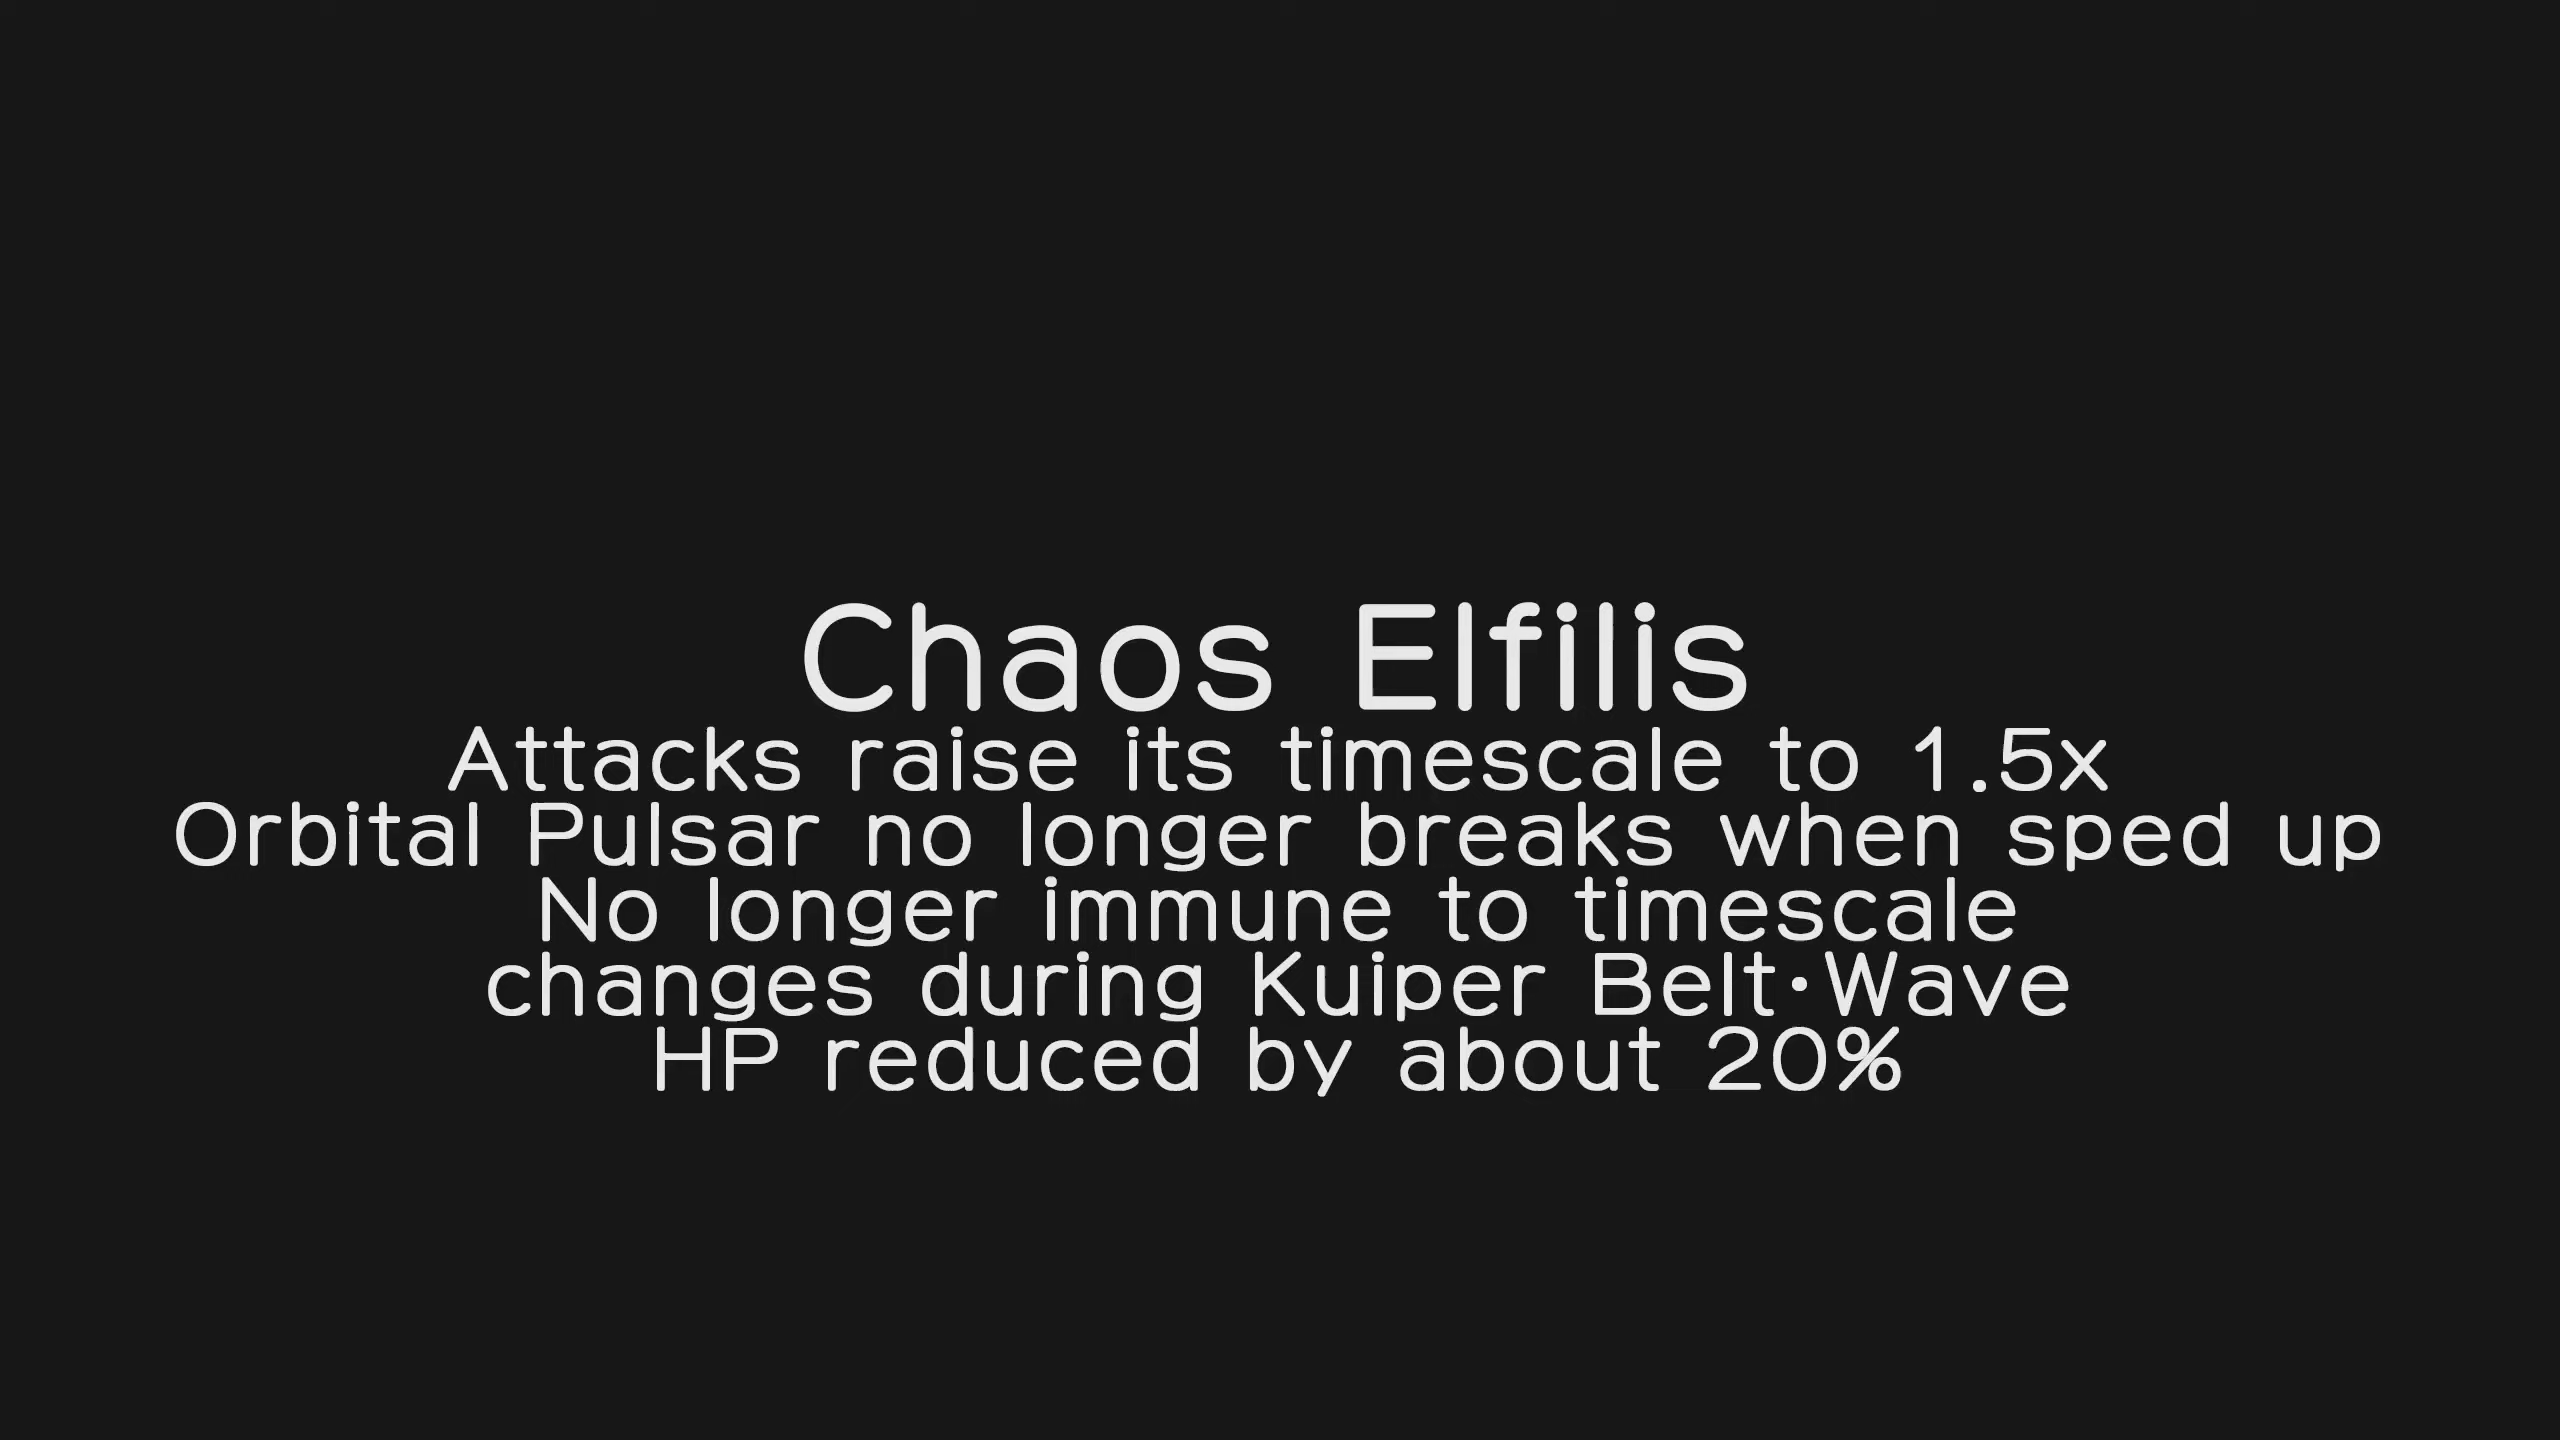 Chaos Elfilis
Attacks raise its timescale to 1.5x
Orbital Pulsar no longer breaks when sped up
No longer immune to timescale
changes during Kuiper Belt•Wave
HP reduced by about 20%